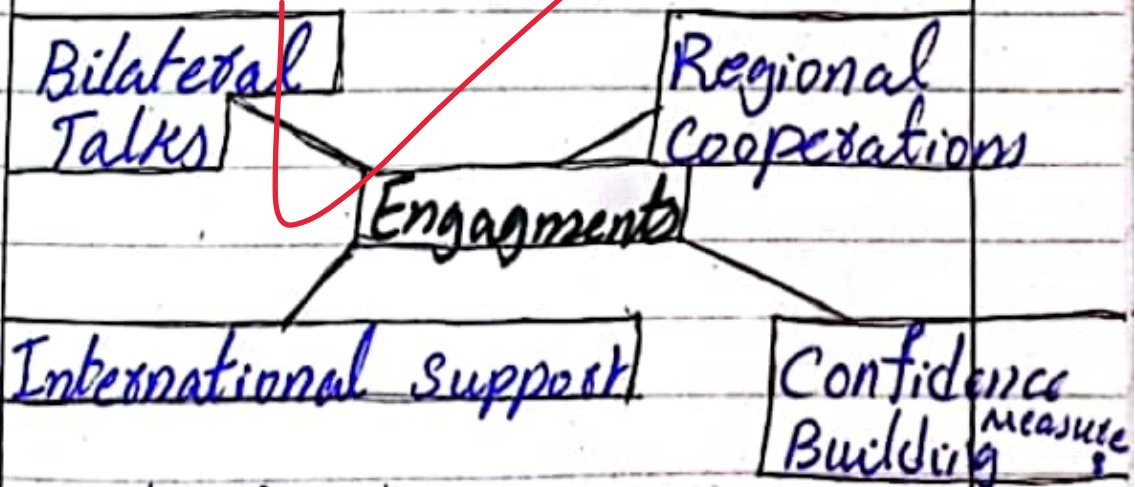 Bilateral
Talks
Regional
Cooperations
Engagments
International support
Confidence
Building Measure